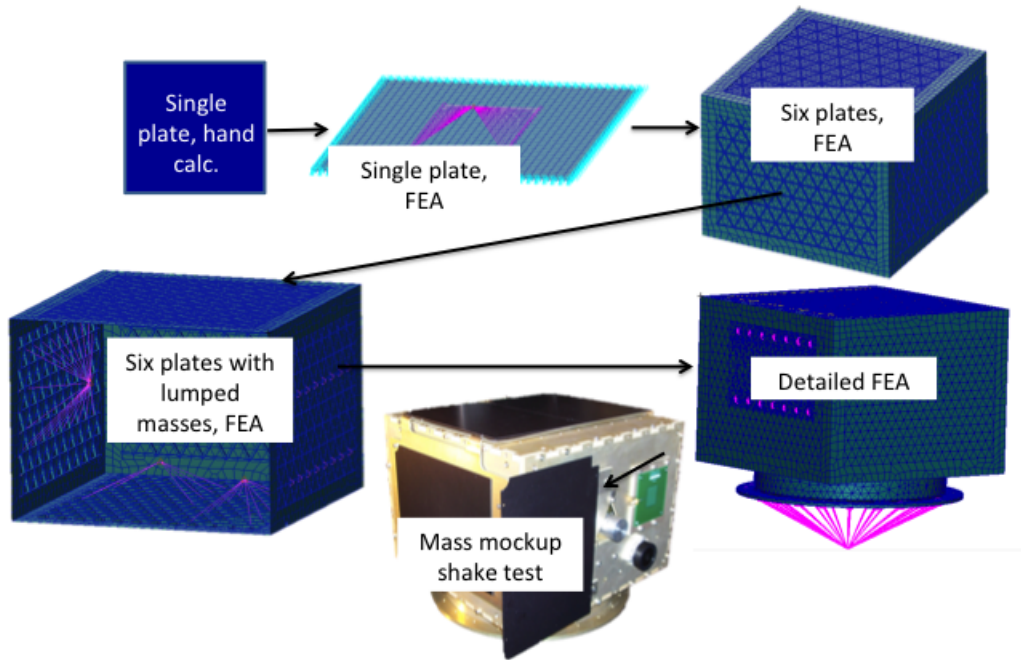 Single
plate, hand
calc.
Single plate,
FEA
Six plates,
FEA
Six plates with
lumped
masses, FEA
Detailed FEA
Mass mockup
shake test